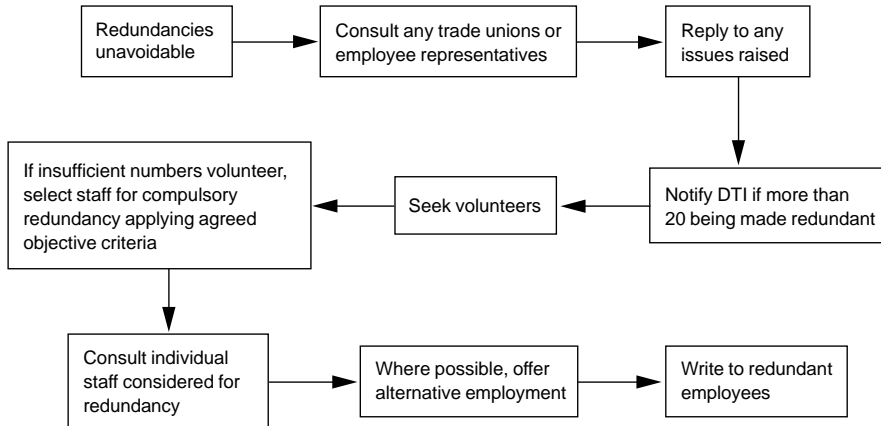 Redundancies
unavoidable
Consult any trade unions or
employee representatives
Reply to any
issues raised
Notify DTI if more than
20 being made redundant
Seek volunteers
If insufficient numbers volunteer,
select staff for compulsory
redundancy applying agreed
objective criteria
Consult individual
staff considered for
redundancy
Where possible, offer
alternative employment
Write to redundant
employees